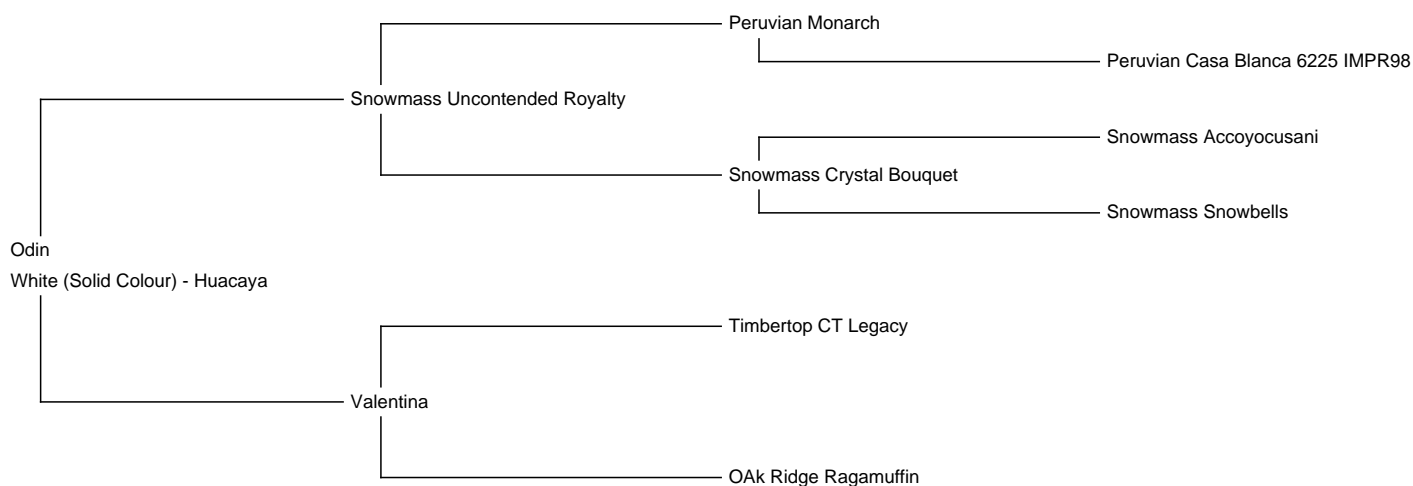 Peruvian Monarch
Peruvian Casa Blanca 6225 IMPR98
Snowmass Uncontended Royalty
Snowmass Accoyocusani
Snowmass Crystal Bouquet
Snowmass Snowbells
Odin
White (Solid Colour) - Huacaya
Timbertop CT Legacy
Valentina
OAk Ridge Ragamuffin